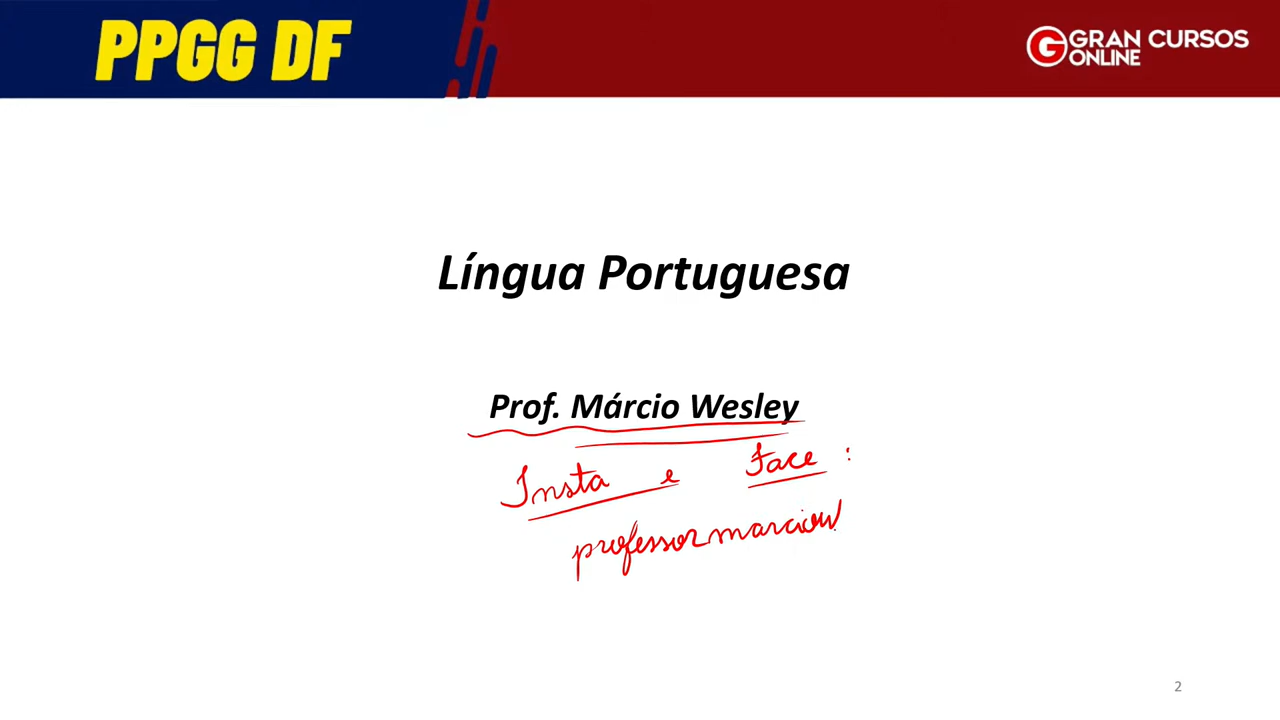 PPGG DF
GRAN CURSOS
ONLINE
Língua Portuguesa
Prof. Márcio Wesley
Insta e Face :
professormarciow
2